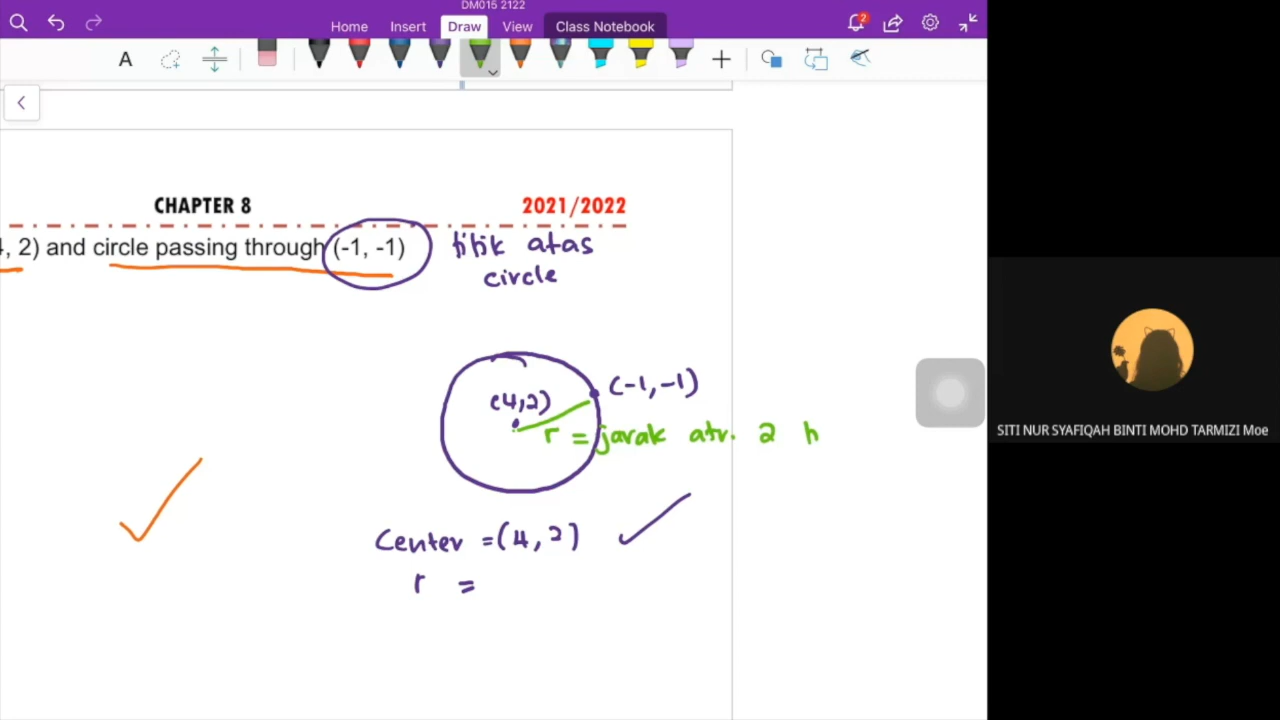 DM015 2122
Home Insert Draw View Class Notebook
2
A
CHAPTER 8 2021/2022
4, 2) and circle passing through (-1, -1) titik atas
circle
(4,2) (-1,-1)
r = jarak atr. 2 h
Center = (4, 2)
r =
SITI NUR SYAFIQAH BINTI MOHD TARMIZI Moe